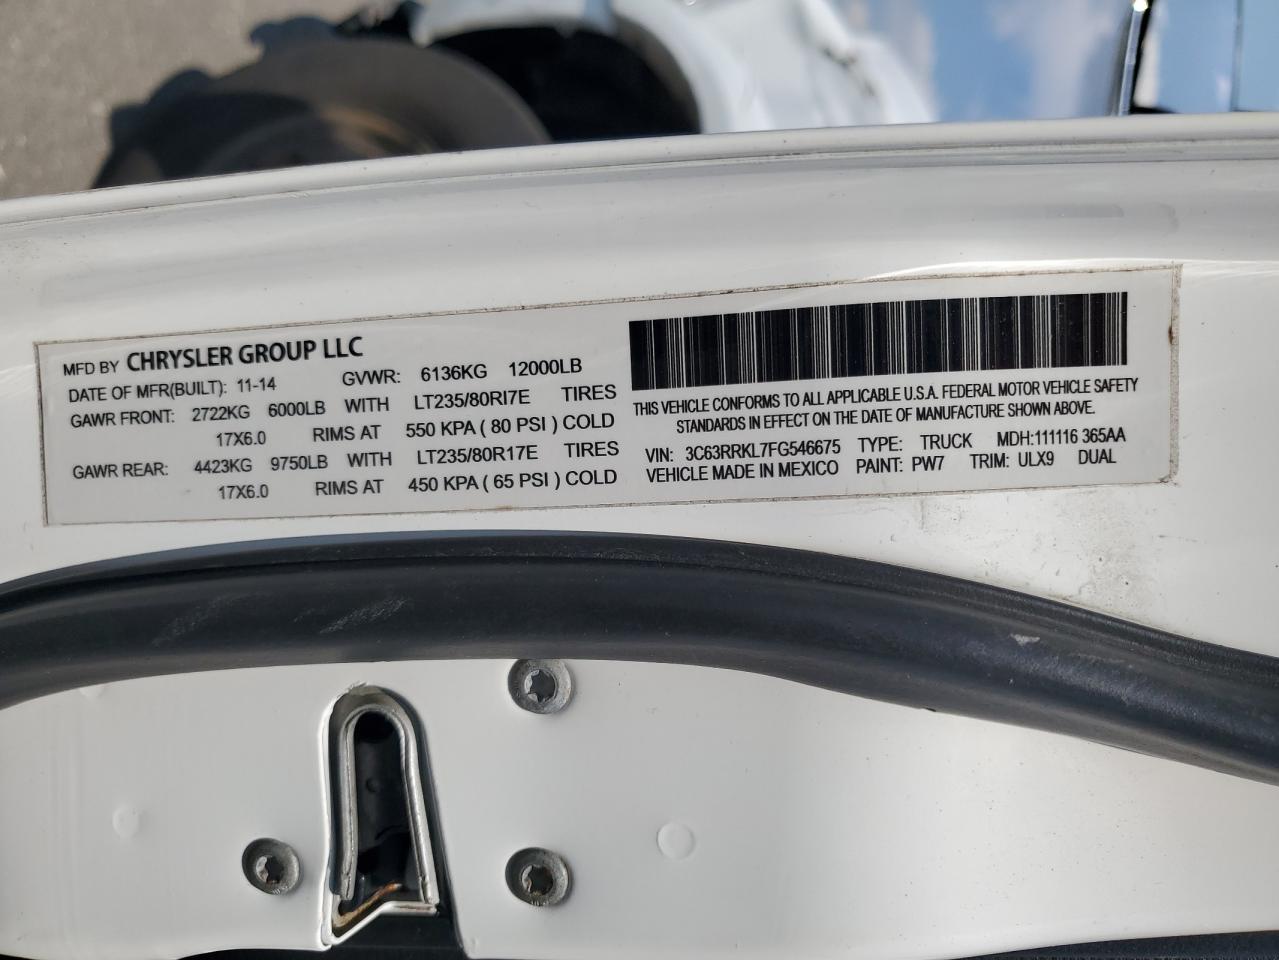 MFD BY CHRYSLER GROUP LLC
DATE OF MFR(BUILT): 11-14 GVWR: 6136KG 12000LB
GAWR FRONT: 2722KG 6000LB WITH LT235/80R17E TIRES
17X6.0 RIMS AT 550 KPA ( 80 PSI ) COLD
GAWR REAR: 4423KG 9750LB WITH LT235/80R17E TIRES
17X6.0 RIMS AT 450 KPA ( 65 PSI ) COLD
THIS VEHICLE CONFORMS TO ALL APPLICABLE U.S.A. FEDERAL MOTOR VEHICLE SAFETY
STANDARDS IN EFFECT ON THE DATE OF MANUFACTURE SHOWN ABOVE.
VIN: 3C63RRKL7FG546675 TYPE: TRUCK MDH:111116 365AA
VEHICLE MADE IN MEXICO PAINT: PW7 TRIM: ULX9 DUAL